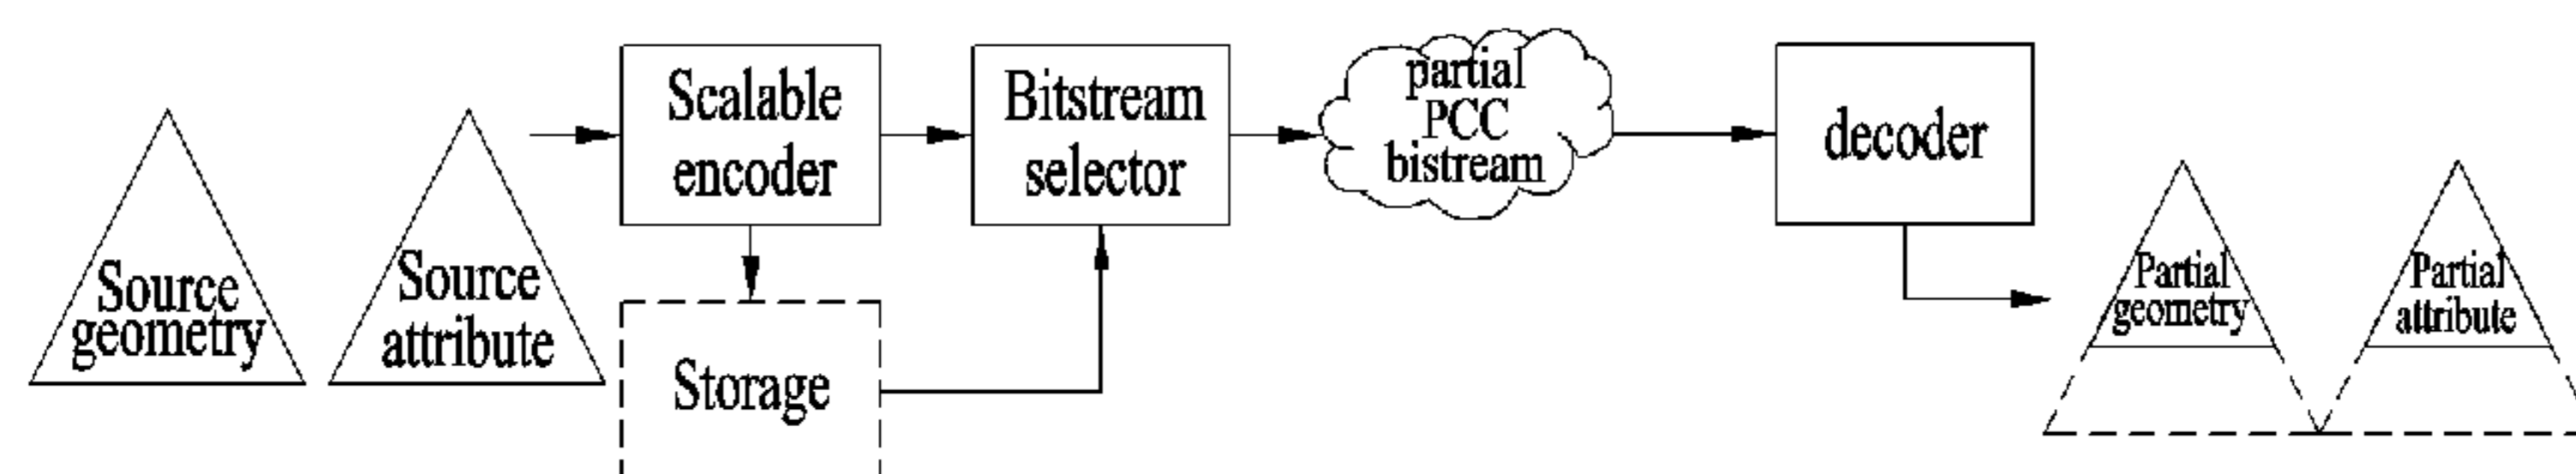 Source
geometry
Source
attribute
Scalable
encoder
Storage
Bitstream
selector
partial
PCC
bistream
decoder
Partial
geometry
Partial
attribute